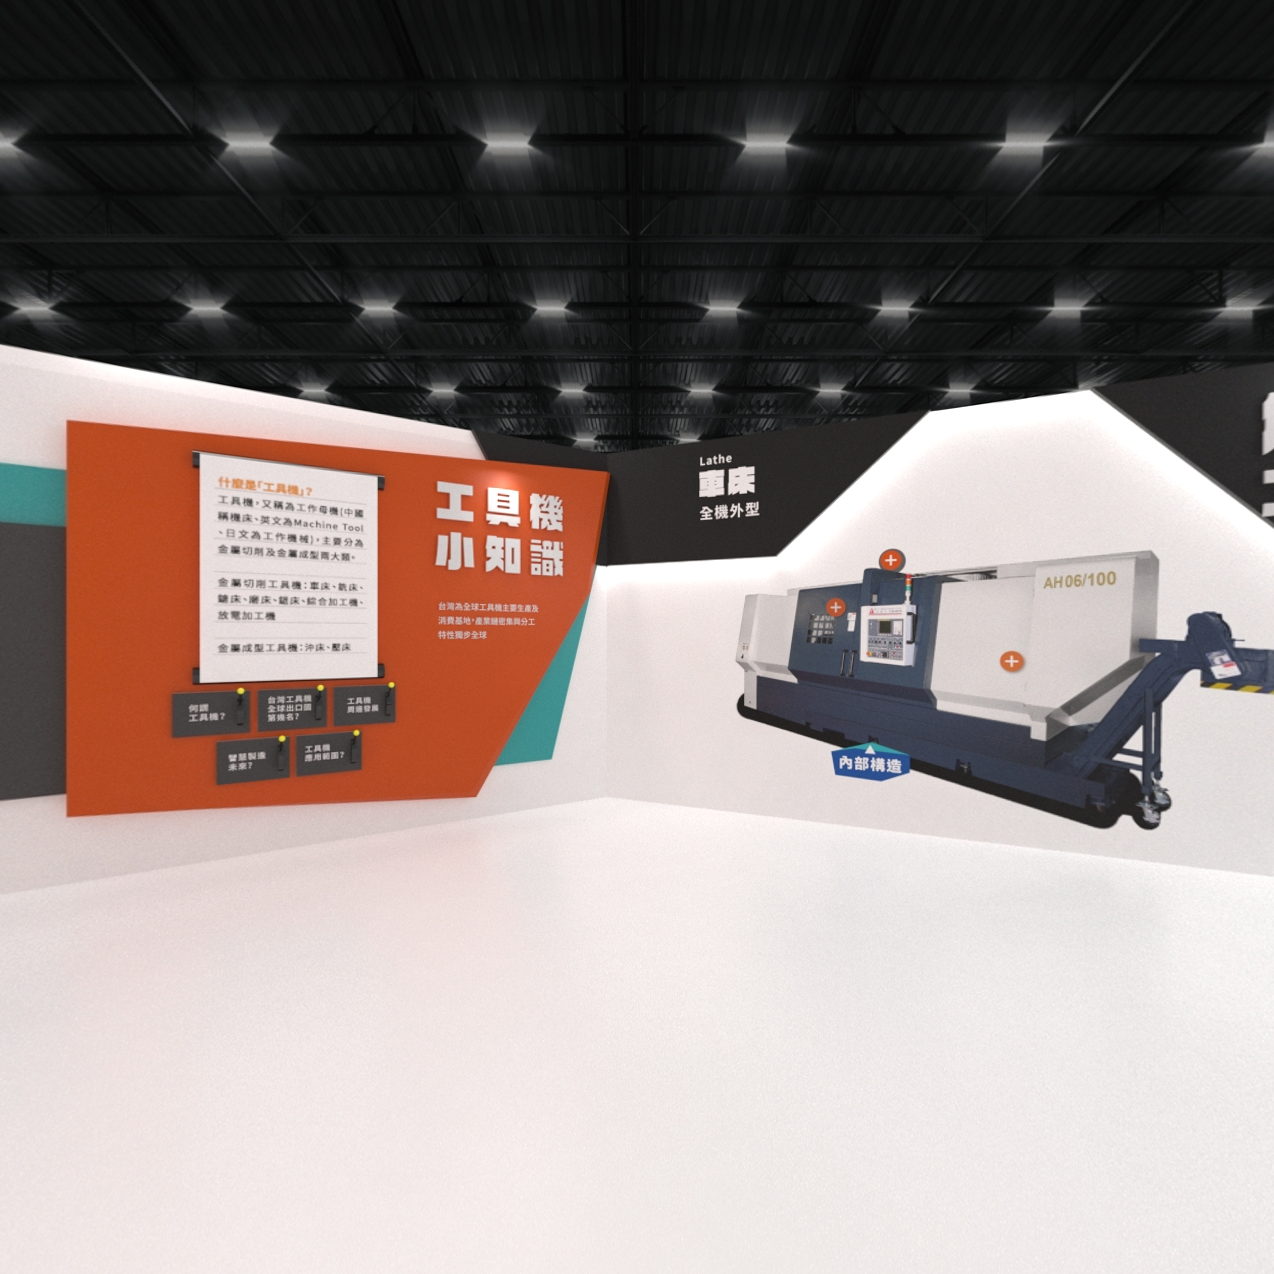 什麼是「工具機」?
工具機，又稱為工作母機(中國
稱機床、英文為Machine Tool
、日文為工作機械)，主要分為
金屬切削及金屬成型兩大類。
金屬切削工具機：車床、銑床、
鏜床、磨床、鋸床、綜合加工機、
放電加工機
金屬成型工具機：沖床、壓床
何謂
工具機?
台灣工具機
全球出口國
第幾名?
工具機
周邊發展
智慧製造
未來?
工具機
應用範圍?
工具機
小知識
台灣為全球工具機主要生產及
消費基地，產業鏈密集與分工
特性獨步全球
Lathe
車床
全機外型
AH06/100
內部構造